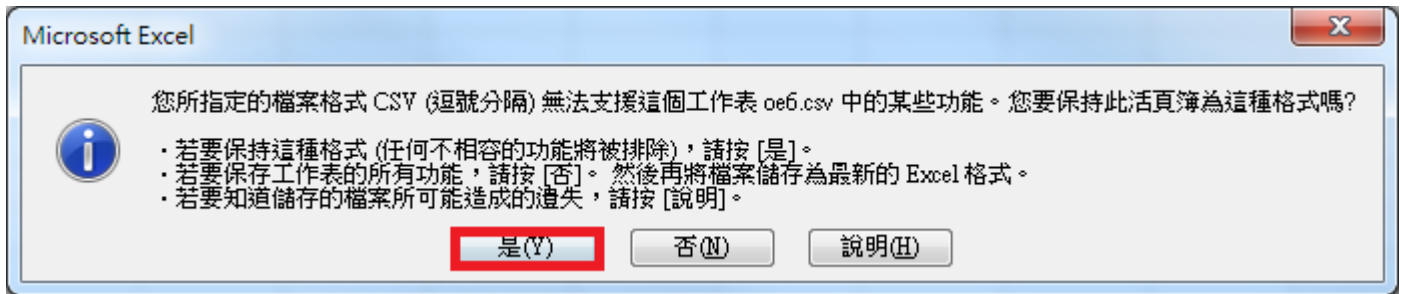 Microsoft Excel
您所指定的檔案格式 CSV (逗號分隔) 無法支援這個工作表 oe6.csv 中的某些功能。您要保持此活頁簿為這種格式嗎?
・若要保持這種格式 (任何不相容的功能將被排除)，請按 [是]。
・若要保存工作表的所有功能，請按 [否]。 然後再將檔案儲存為最新的 Excel 格式。
・若要知道儲存的檔案所可能造成的遺失，請按 [說明]。
是(Y) 否(N) 說明(H)